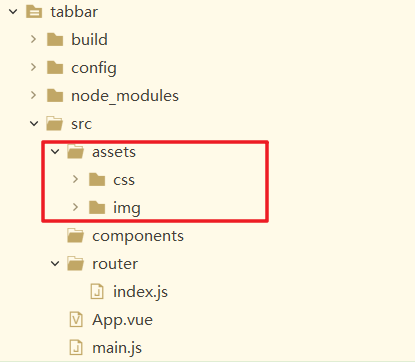 tabbar
build
config
node_modules
src
assets
css
img
components
router
index.js
App.vue
main.js